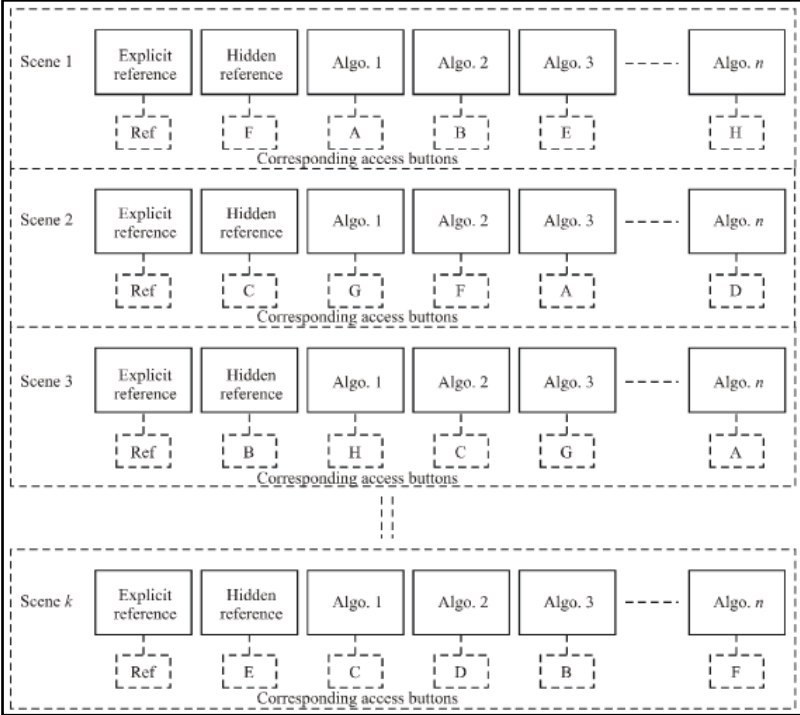 Scene 1
Explicit reference
Hidden reference
Algo. 1
Algo. 2
Algo. 3
Algo. n
Ref
F
A
B
E
H
Corresponding access buttons
Scene 2
Explicit reference
Hidden reference
Algo. 1
Algo. 2
Algo. 3
Algo. n
Ref
C
G
F
A
D
Corresponding access buttons
Scene 3
Explicit reference
Hidden reference
Algo. 1
Algo. 2
Algo. 3
Algo. n
Ref
B
H
C
G
A
Corresponding access buttons
Scene k
Explicit reference
Hidden reference
Algo. 1
Algo. 2
Algo. 3
Algo. n
Ref
E
C
D
B
F
Corresponding access buttons